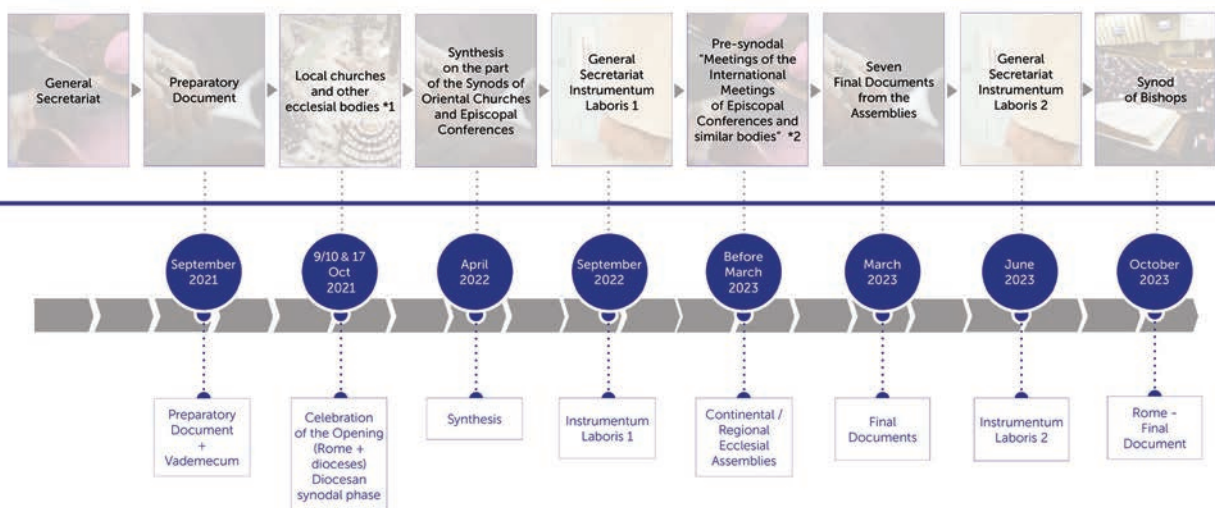 General
Secretariat
Preparatory
Document
Local churches
and other
ecclesial bodies *1
Synthesis
on the part
of the Synods of
Oriental Churches
and Episcopal
Conferences
General
Secretariat
Instrumentum
Laboris 1
Pre-synodal
"Meetings of the
International
Meetings
of Episcopal
Conferences and
similar bodies" *2
Seven
Final Documents
from the
Assemblies
General
Secretariat
Instrumentum
Laboris 2
Synod
of Bishops
September
2021
9/10 & 17
Oct
2021
April
2022
September
2022
Before
March
2023
March
2023
June
2023
October
2023
Preparatory
Document
+
Vademecum
Celebration
of the Opening
(Rome +
dioceses)
Diocesan
synodal phase
Synthesis
Instrumentum
Laboris 1
Continental /
Regional
Ecclesial
Assemblies
Final
Documents
Instrumentum
Laboris 2
Rome –
Final
Document